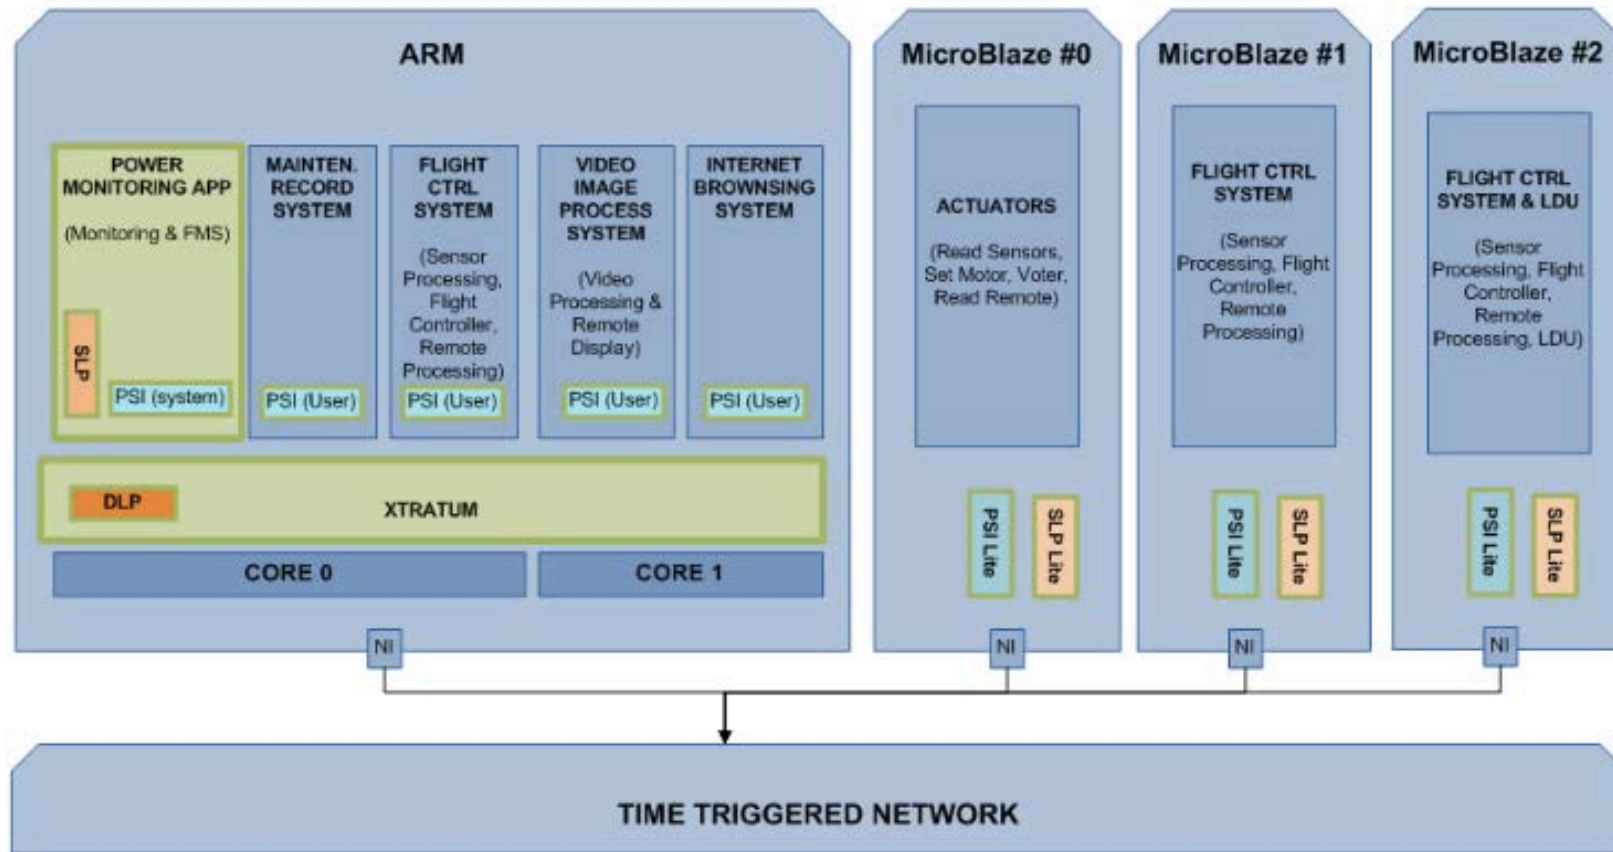 ARM
POWER
MONITORING APP
(Monitoring & FMS)
SLP
PSI (system)
MAINTEN.
RECORD
SYSTEM
PSI (User)
FLIGHT
CTRL
SYSTEM
(Sensor
Processing,
Flight
Controller,
Remote
Processing)
PSI (User)
VIDEO
IMAGE
PROCESS
SYSTEM
(Video
Processing &
Remote
Display)
PSI (User)
INTERNET
BROWNSING
SYSTEM
PSI (User)
DLP
XTRATUM
CORE 0
CORE 1
NI
MicroBlaze #0
ACTUATORS
(Read Sensors,
Set Motor, Voter,
Read Remote)
PSI Lite
SLP Lite
NI
MicroBlaze #1
FLIGHT CTRL
SYSTEM
(Sensor
Processing, Flight
Controller,
Remote
Processing)
PSI Lite
SLP Lite
NI
MicroBlaze #2
FLIGHT CTRL
SYSTEM & LDU
(Sensor
Processing, Flight
Controller,
Remote
Processing, LDU)
PSI Lite
SLP Lite
NI
TIME TRIGGERED NETWORK